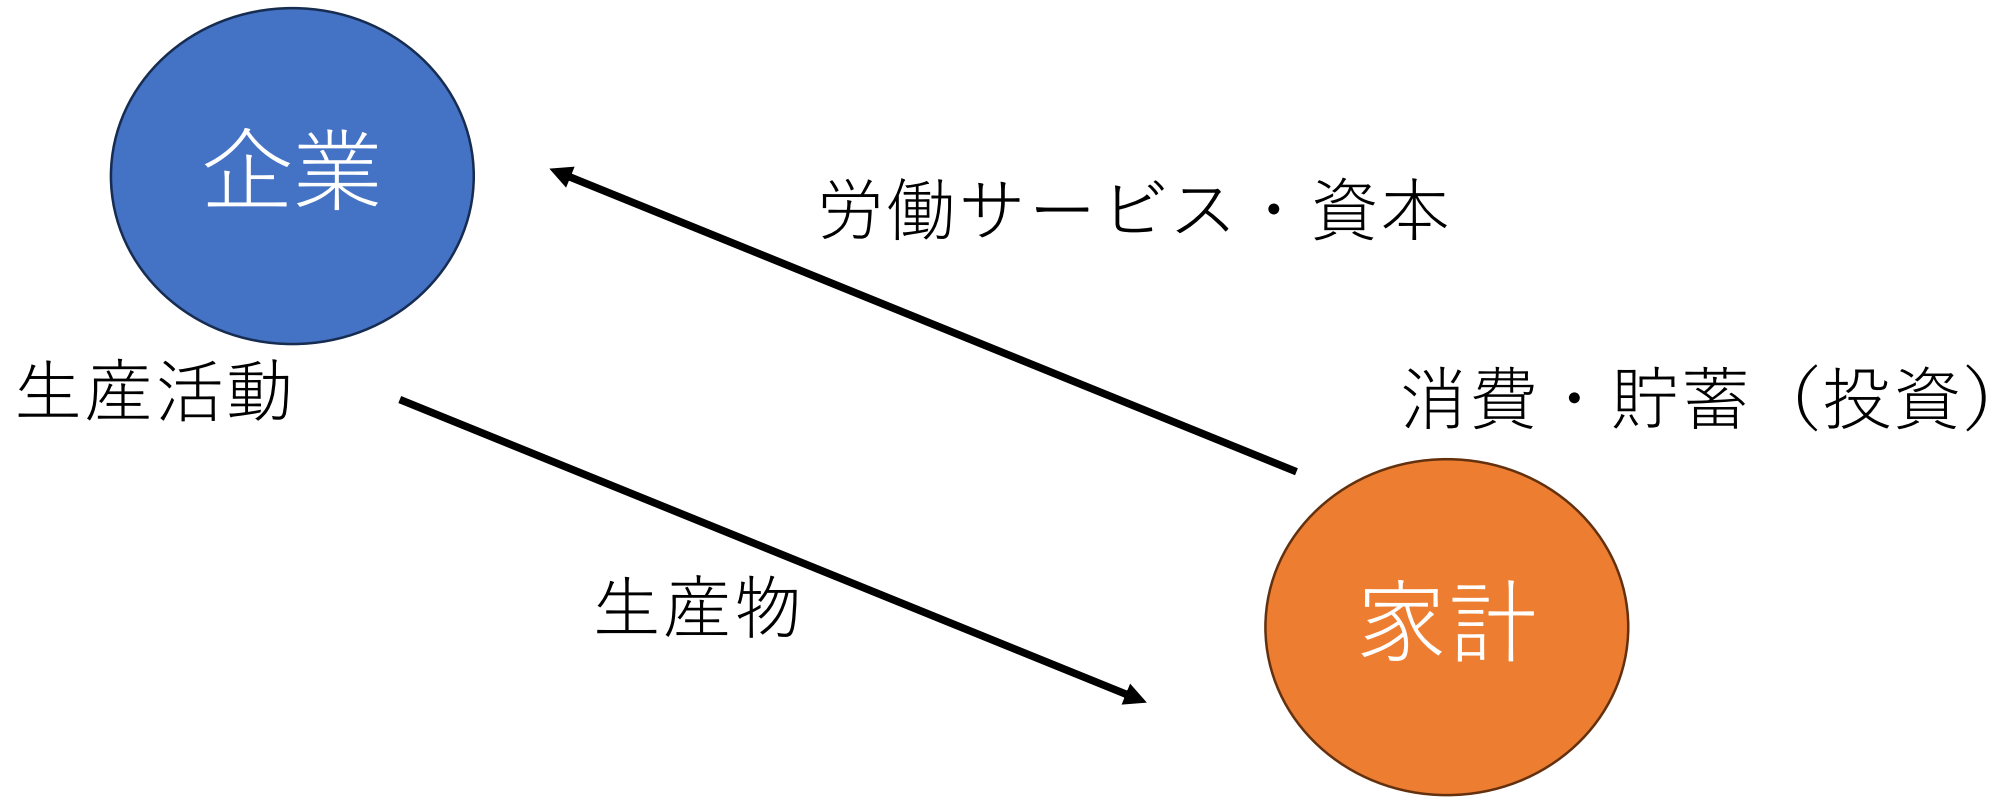 企業
労働サービス・資本
生産活動
消費・貯蓄（投資）
生産物
家計